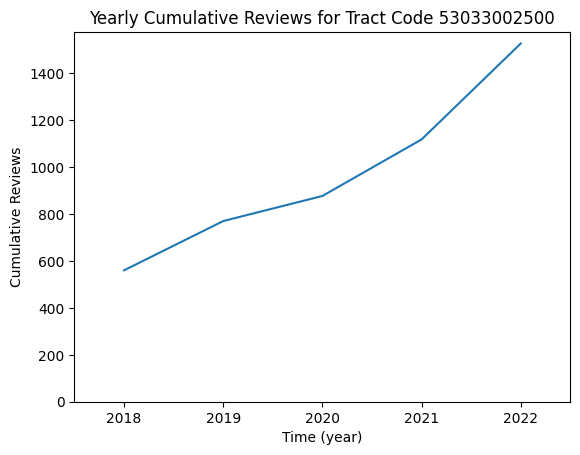 Yearly Cumulative Reviews for Tract Code 53033002500
Cumulative Reviews
1400
1200
1000
800
600
400
200
0
2018 2019 2020 2021 2022
Time (year)